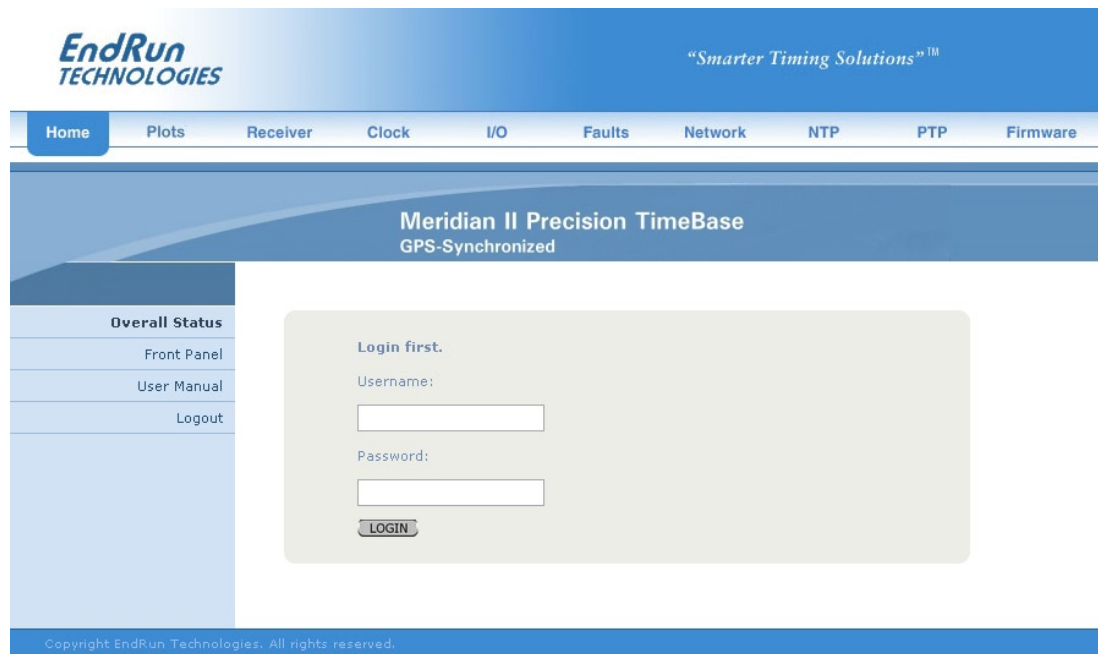 EndRun
TECHNOLOGIES
“Smarter Timing Solutions”™
Home Plots Receiver Clock I/O Faults Network NTP PTP Firmware
Meridian II Precision TimeBase
GPS-Synchronized
Overall Status
Front Panel
User Manual
Logout
Login first.
Username:
Password:
LOGIN
Copyright EndRun Technologies. All rights reserved.